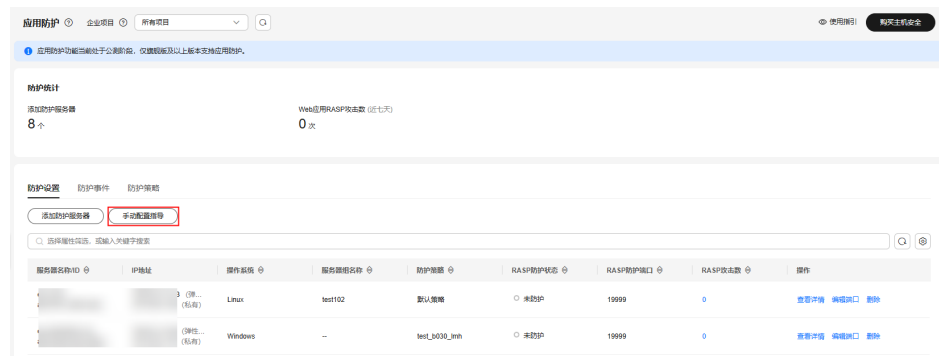 应用防护 企业项目 所有项目 使用指引 购买主机安全
应用防护功能当前处于公测阶段，仅旗舰版及以上版本支持应用防护。
防护统计
添加防护服务器 Web应用RASP攻击数 (近七天)
8 个 0 次
防护设置 防护事件 防护策略
添加防护服务器 手动配置指导
选择属性筛选、或输入关键字搜索
服务器名称/ID IP地址 操作系统 服务器组名称 防护策略 RASP防护状态 RASP防护端口 RASP攻击数 操作
(弹...
(私有) Linux test102 默认策略 未防护 19999 0 查看详情 编辑端口 删除
(弹性...
(私有) Windows -- test_b030_lmh 未防护 19999 0 查看详情 编辑端口 删除